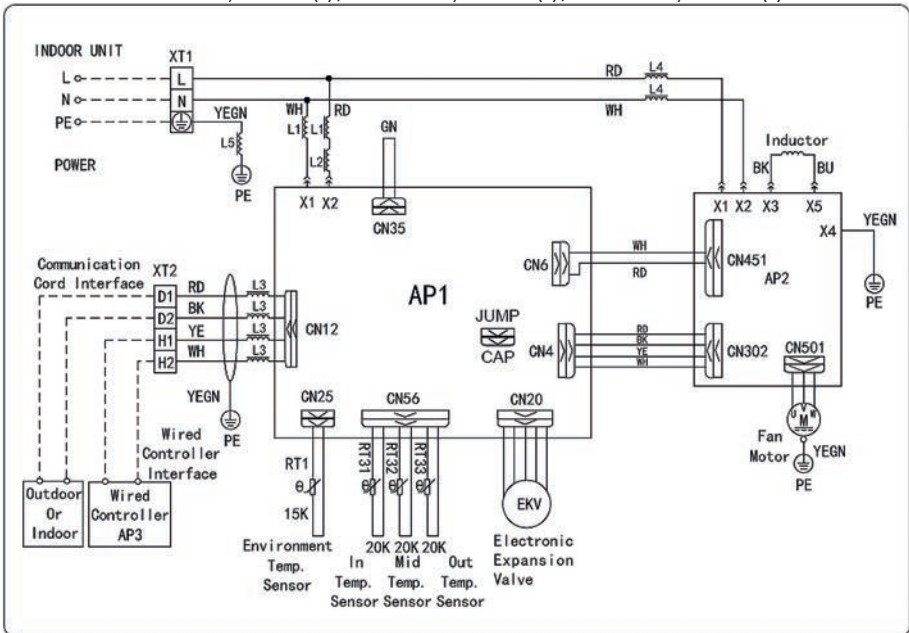 INDOOR UNIT
XT1
L
L
N
N
PE
YEGN
L5
PE
POWER
RD
L4
L4
WH
WH
RD
L1
L1
L2
X1
X2
GN
CN35
Inductor
BK
BU
X1
X2
X3
X5
X4
YEGN
PE
CN6
WH
RD
CN451
AP2
AP1
JUMP
CAP
CN4
RD
BK
YE
WH
CN302
CN501
U
V
W
M
Fan
Motor
YEGN
PE
Communication
Cord Interface
XT2
D1
RD
L3
D2
BK
L3
H1
YE
L3
H2
WH
L3
CN12
YEGN
PE
Wired
Controller
Interface
Outdoor
Or
Indoor
Wired
Controller
AP3
CN25
CN56
CN20
RT1
θ
15K
RT31
RT32
RT33
θ
θ
θ
20K
20K
20K
Environment
Temp.
Sensor
In
Temp.
Sensor
Mid
Temp.
Sensor
Out
Temp.
Sensor
EKV
Electronic
Expansion
Valve